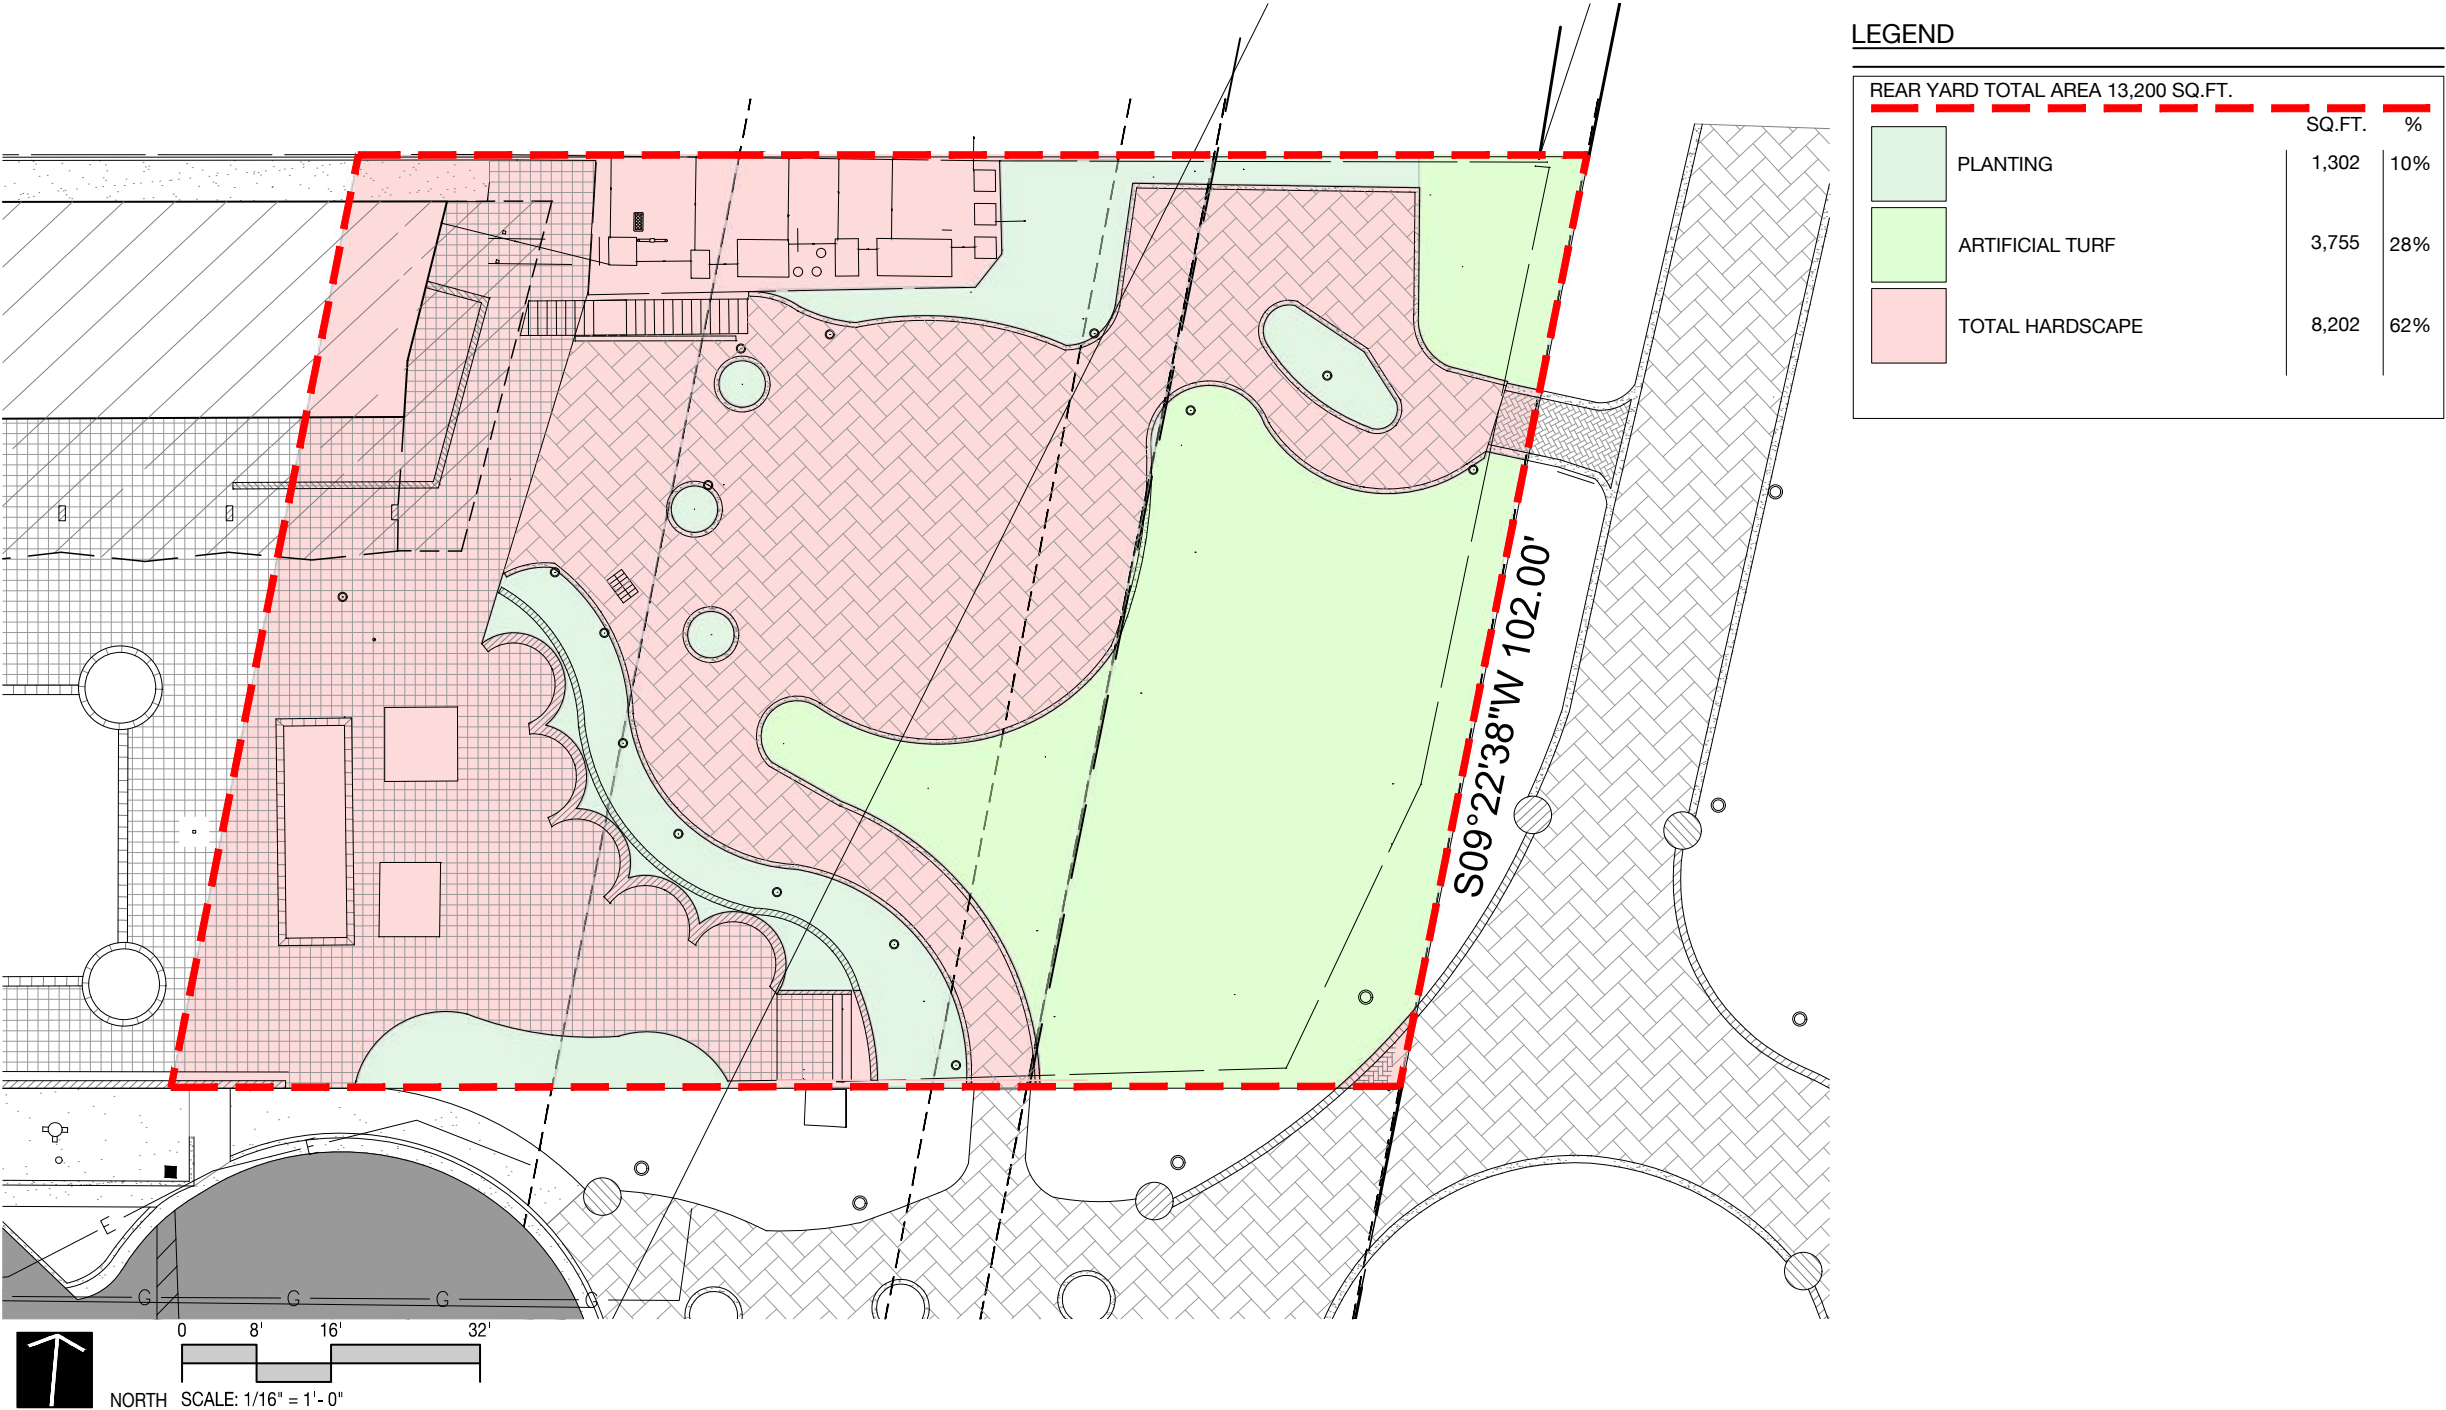 LEGEND
REAR YARD TOTAL AREA 13,200 SQ.FT.
SQ.FT. %
PLANTING 1,302 10%
ARTIFICIAL TURF 3,755 28%
TOTAL HARDSCAPE 8,202 62%
S09°22'38"W 102.00'
E
E
G G G G
0 8' 16' 32'
NORTH SCALE: 1/16" = 1'- 0"